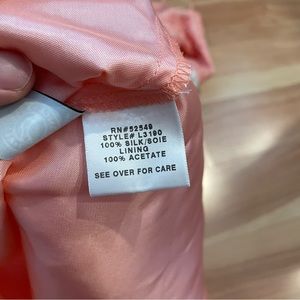 RN#52549
STYLE# L3190
100% SILK/SOIE
LINING
100% ACETATE
SEE OVER FOR CARE